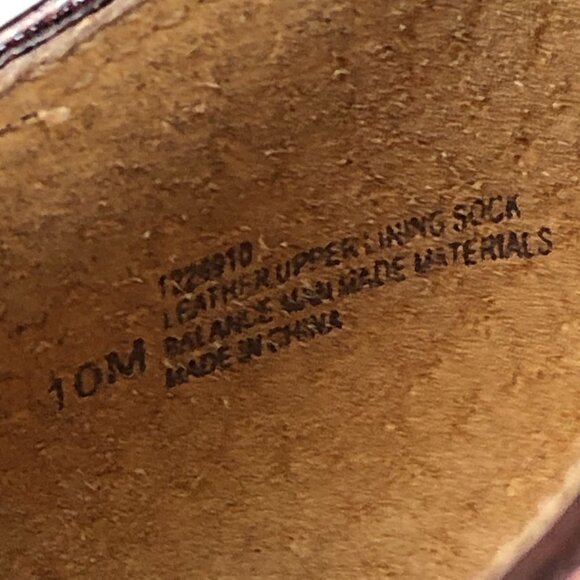 10M
LEATHER UPPER LINING SOCK
BALANCE MAN MADE MATERIALS
MADE IN CHINA